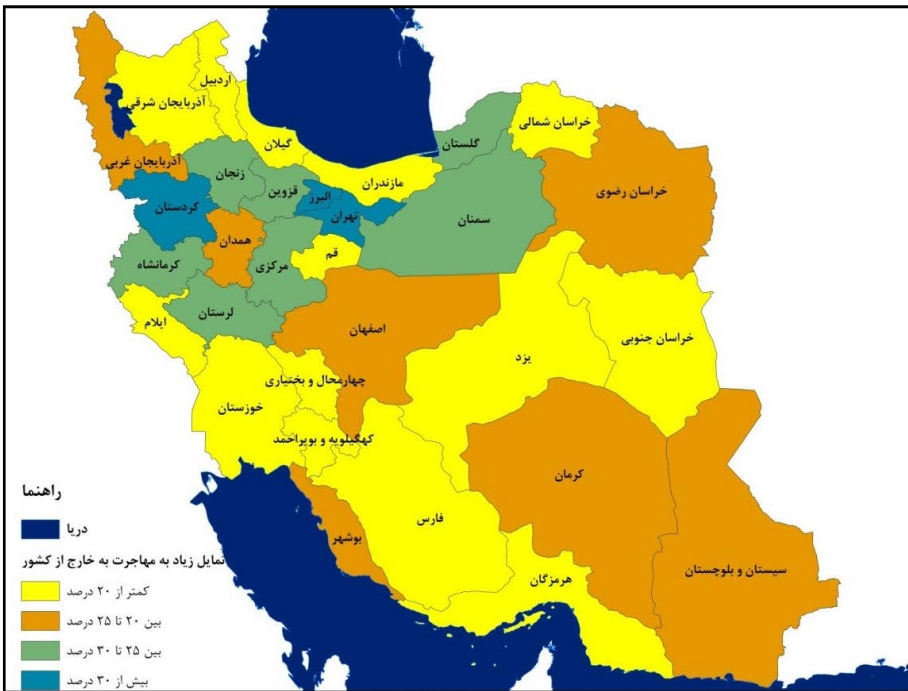 اردبیل
آذربایجان شرقی
خراسان شمالی
گیلان
گلستان
آذربایجان غربی
زنجان
مازندران
قزوین
البرز
خراسان رضوی
کردستان
تهران
سمنان
همدان
قم
کرمانشاه
مرکزی
لرستان
ایلام
اصفهان
خراسان جنوبی
یزد
چهارمحال و بختیاری
خوزستان
کهگیلویه و بویراحمد
کرمان
فارس
بوشهر
سیستان و بلوچستان
هرمزگان
راهنما
دریا
تمایل زیاد به مهاجرت به خارج از کشور
کمتر از ۲۰ درصد
بین ۲۰ تا ۲۵ درصد
بین ۲۵ تا ۳۰ درصد
بیش از ۳۰ درصد